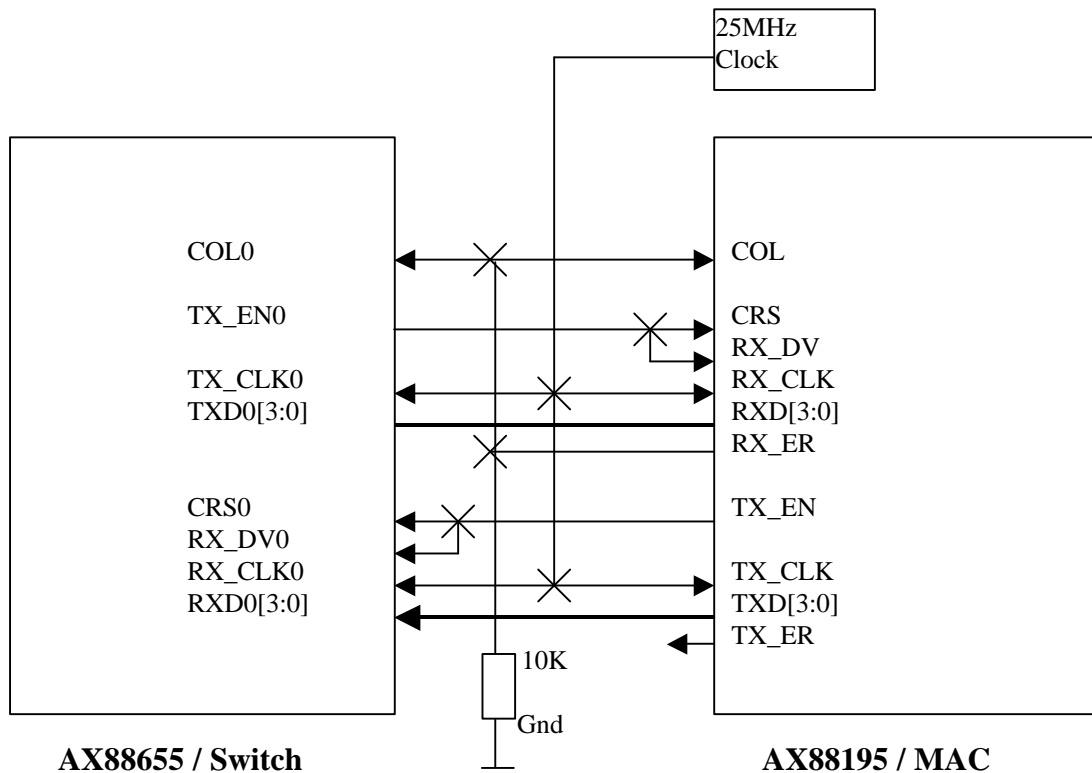 25MHz
Clock
COL0
COL
TX_EN0
CRS
RX_DV
TX_CLK0
RX_CLK
TXD0[3:0]
RXD[3:0]
RX_ER
CRS0
TX_EN
RX_DV0
RX_CLK0
TX_CLK
RXD0[3:0]
TXD[3:0]
TX_ER
10K
Gnd
AX88655 / Switch
AX88195 / MAC